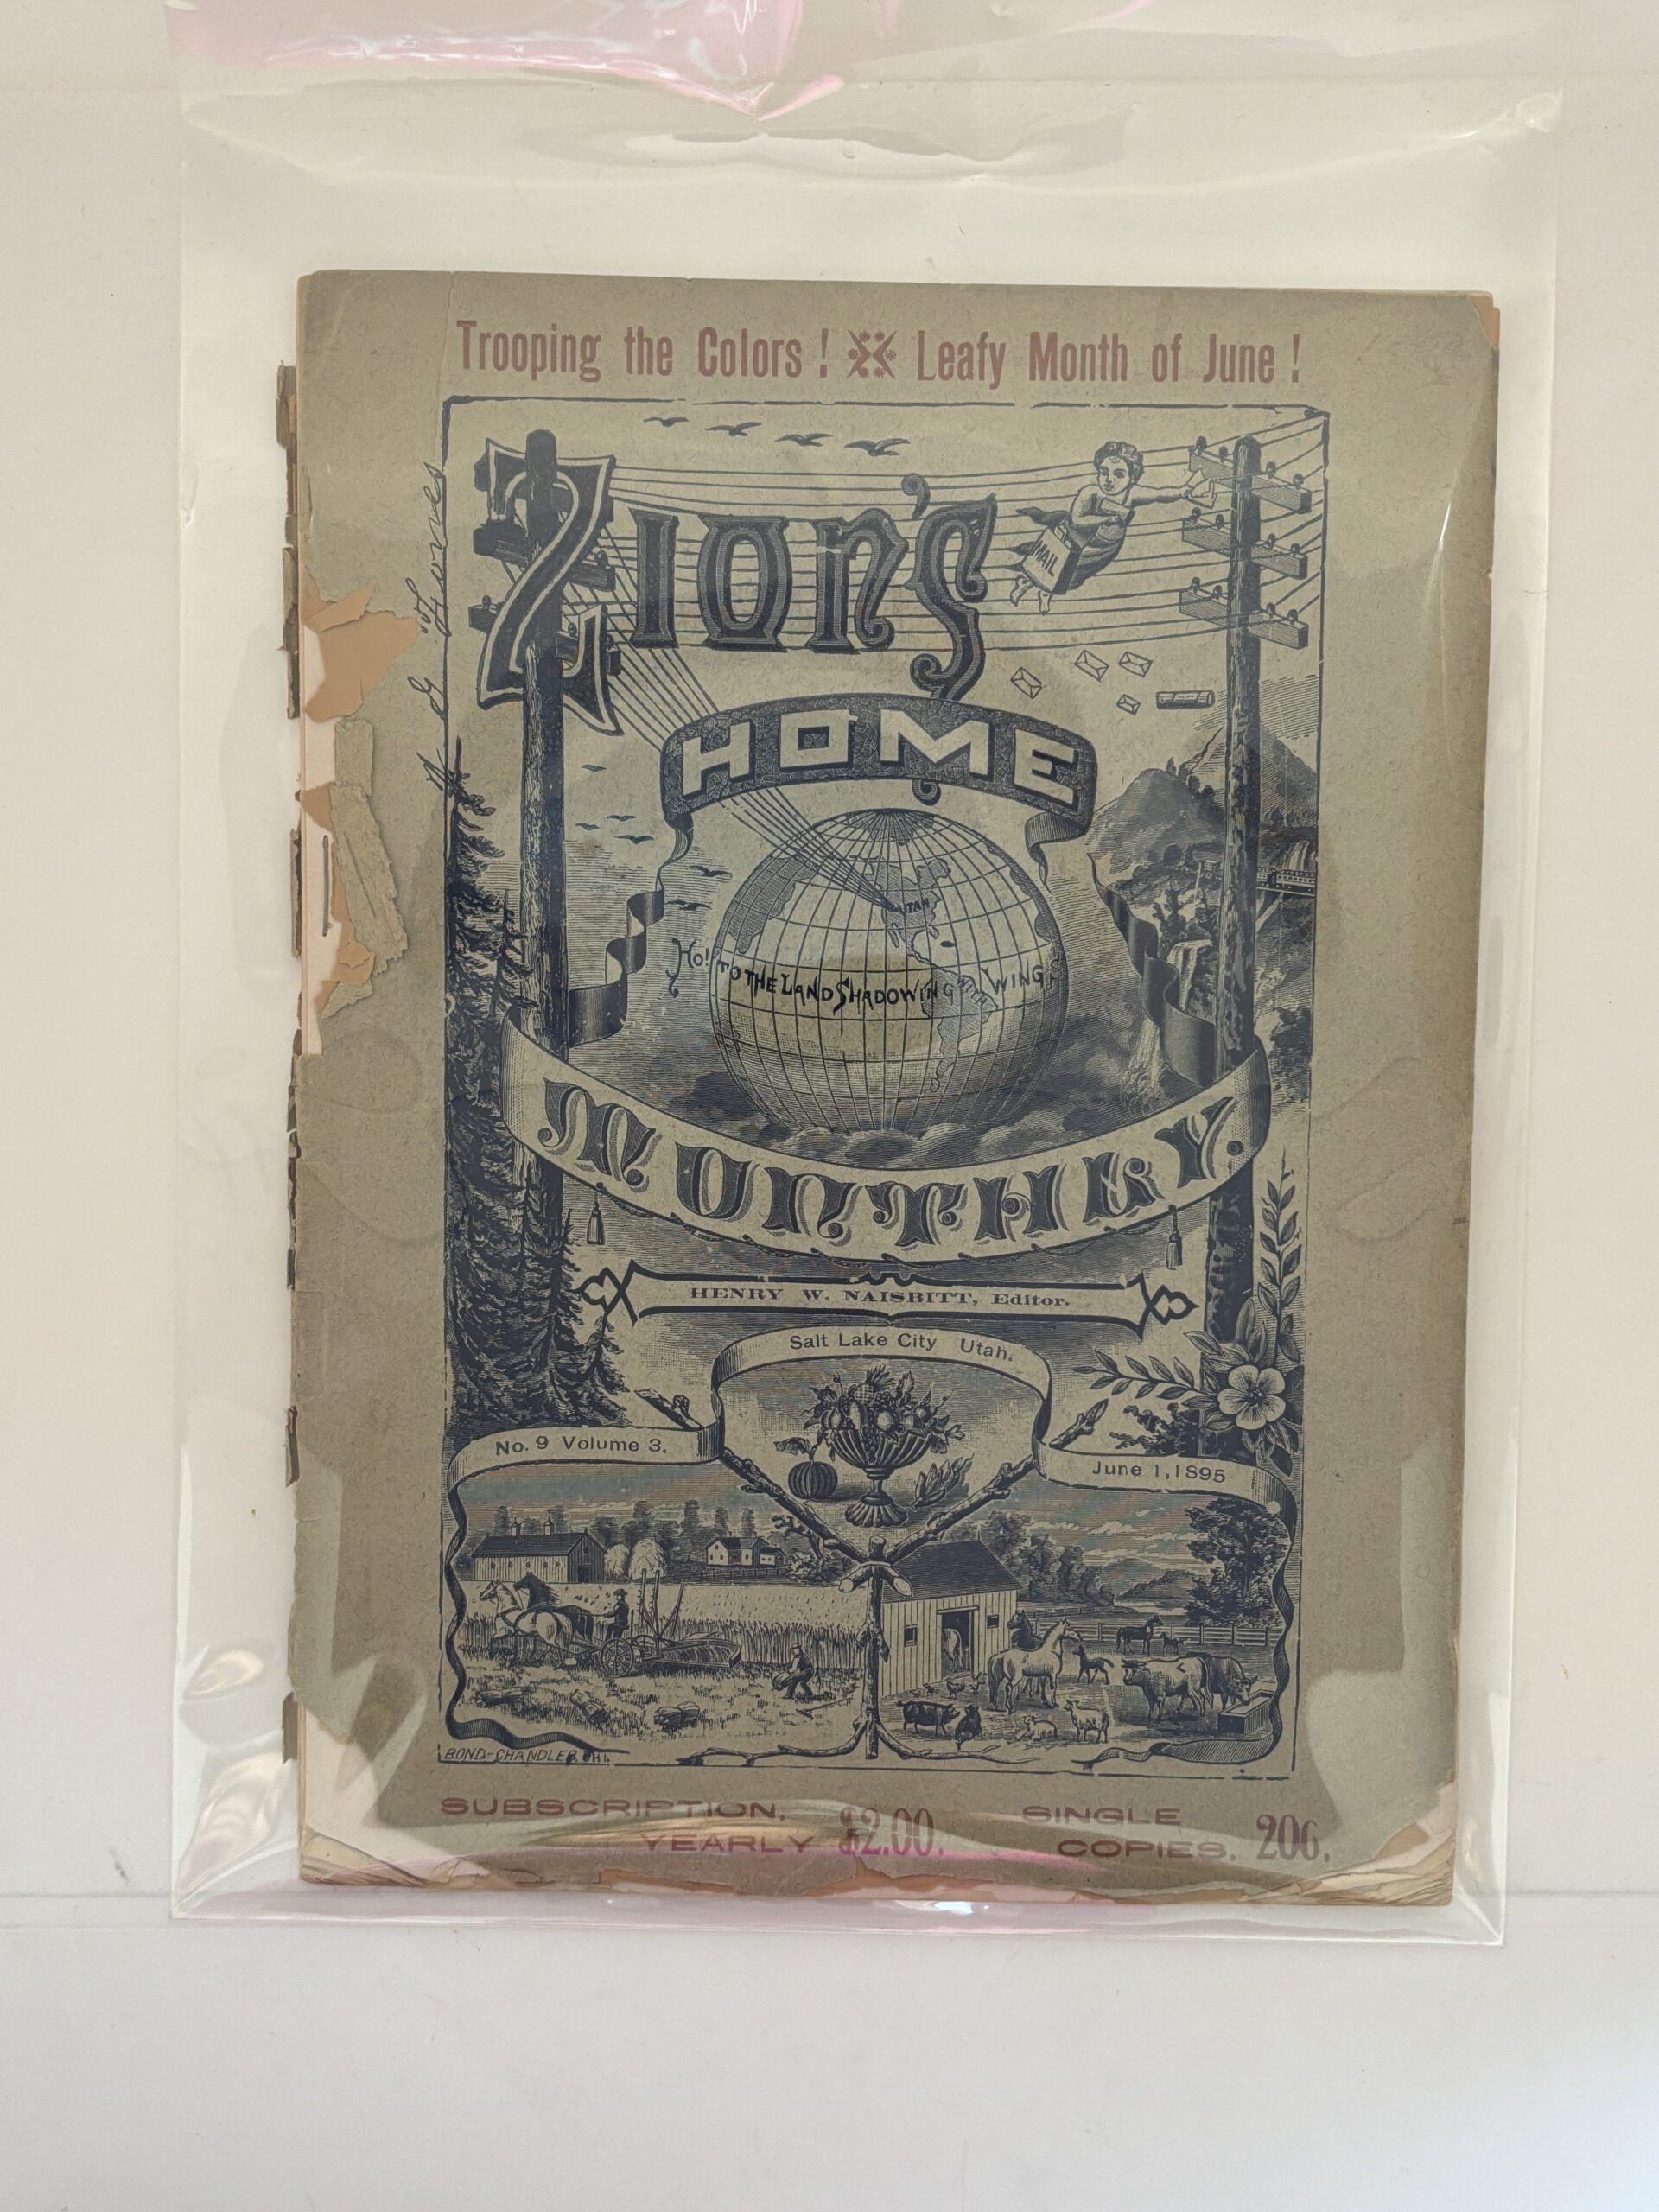 Trooping the Colors! Leafy Month of June!
ZION'S
MAIL
HOME
UTAH
HO! TO THE LAND SHADOWING WITH WINGS
MONTHLY.
HENRY W. NAISBITT, Editor.
Salt Lake City Utah.
No. 9 Volume 3.
June 1, 1895
BOND-CHANDLER CHI.
SUBSCRIPTION, YEARLY $2.00. SINGLE COPIES, 20c.